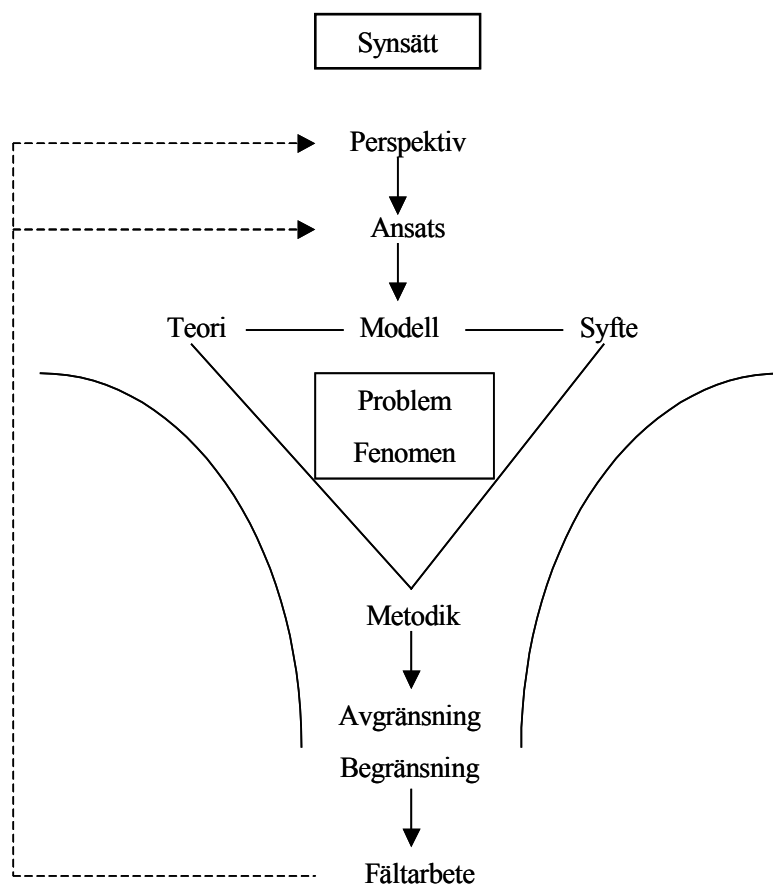 Synsätt
Perspektiv
Ansats
Teori Modell Syfte
Problem
Fenomen
Metodik
Avgränsning
Begränsning
Fältarbete